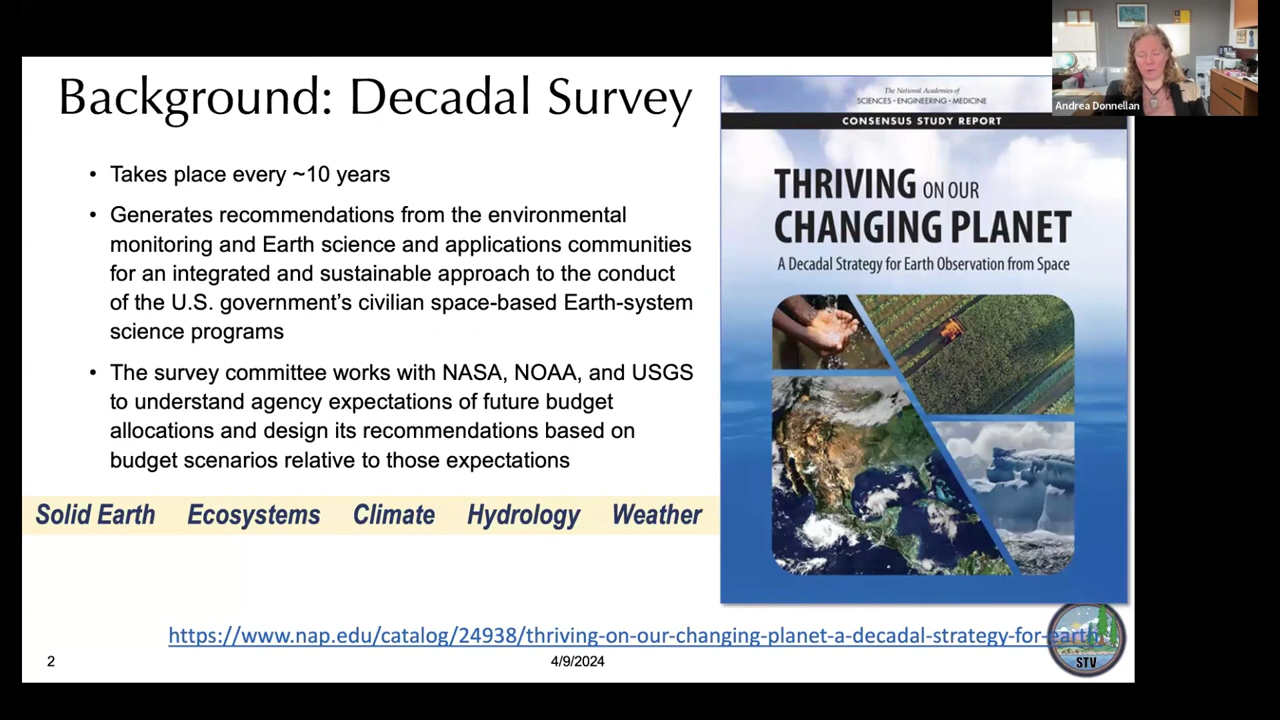 Background: Decadal Survey
• Takes place every ~10 years
• Generates recommendations from the environmental
monitoring and Earth science and applications communities
for an integrated and sustainable approach to the conduct
of the U.S. government's civilian space-based Earth-system
science programs
• The survey committee works with NASA, NOAA, and USGS
to understand agency expectations of future budget
allocations and design its recommendations based on
budget scenarios relative to those expectations
Solid Earth Ecosystems Climate Hydrology Weather
The National Academies of
SCIENCES • ENGINEERING • MEDICINE
CONSENSUS STUDY REPORT
THRIVING ON OUR
CHANGING PLANET
A Decadal Strategy for Earth Observation from Space
Andrea Donnellan
https://www.nap.edu/catalog/24938/thriving-on-our-changing-planet-a-decadal-strategy-for-earth
STV
2
4/9/2024